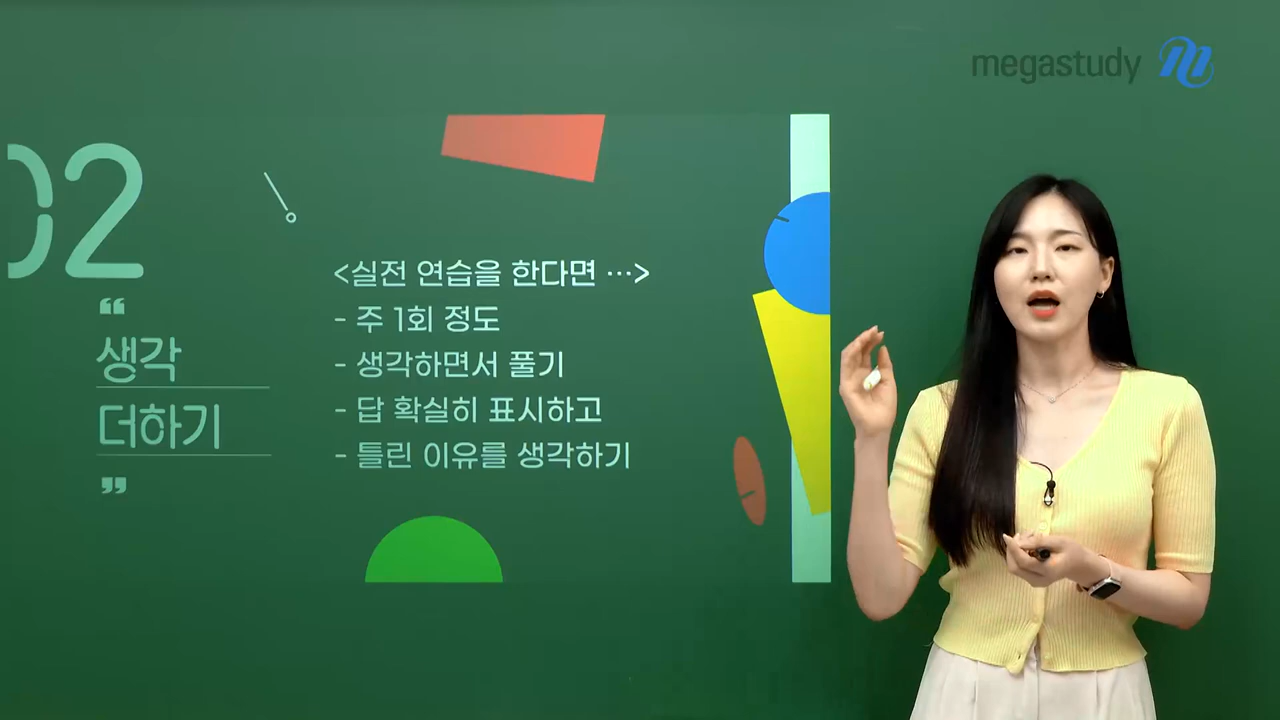 megastudy
02
❝
생각
더하기
❞
<실전 연습을 한다면 ···>
- 주 1회 정도
- 생각하면서 풀기
- 답 확실히 표시하고
- 틀린 이유를 생각하기